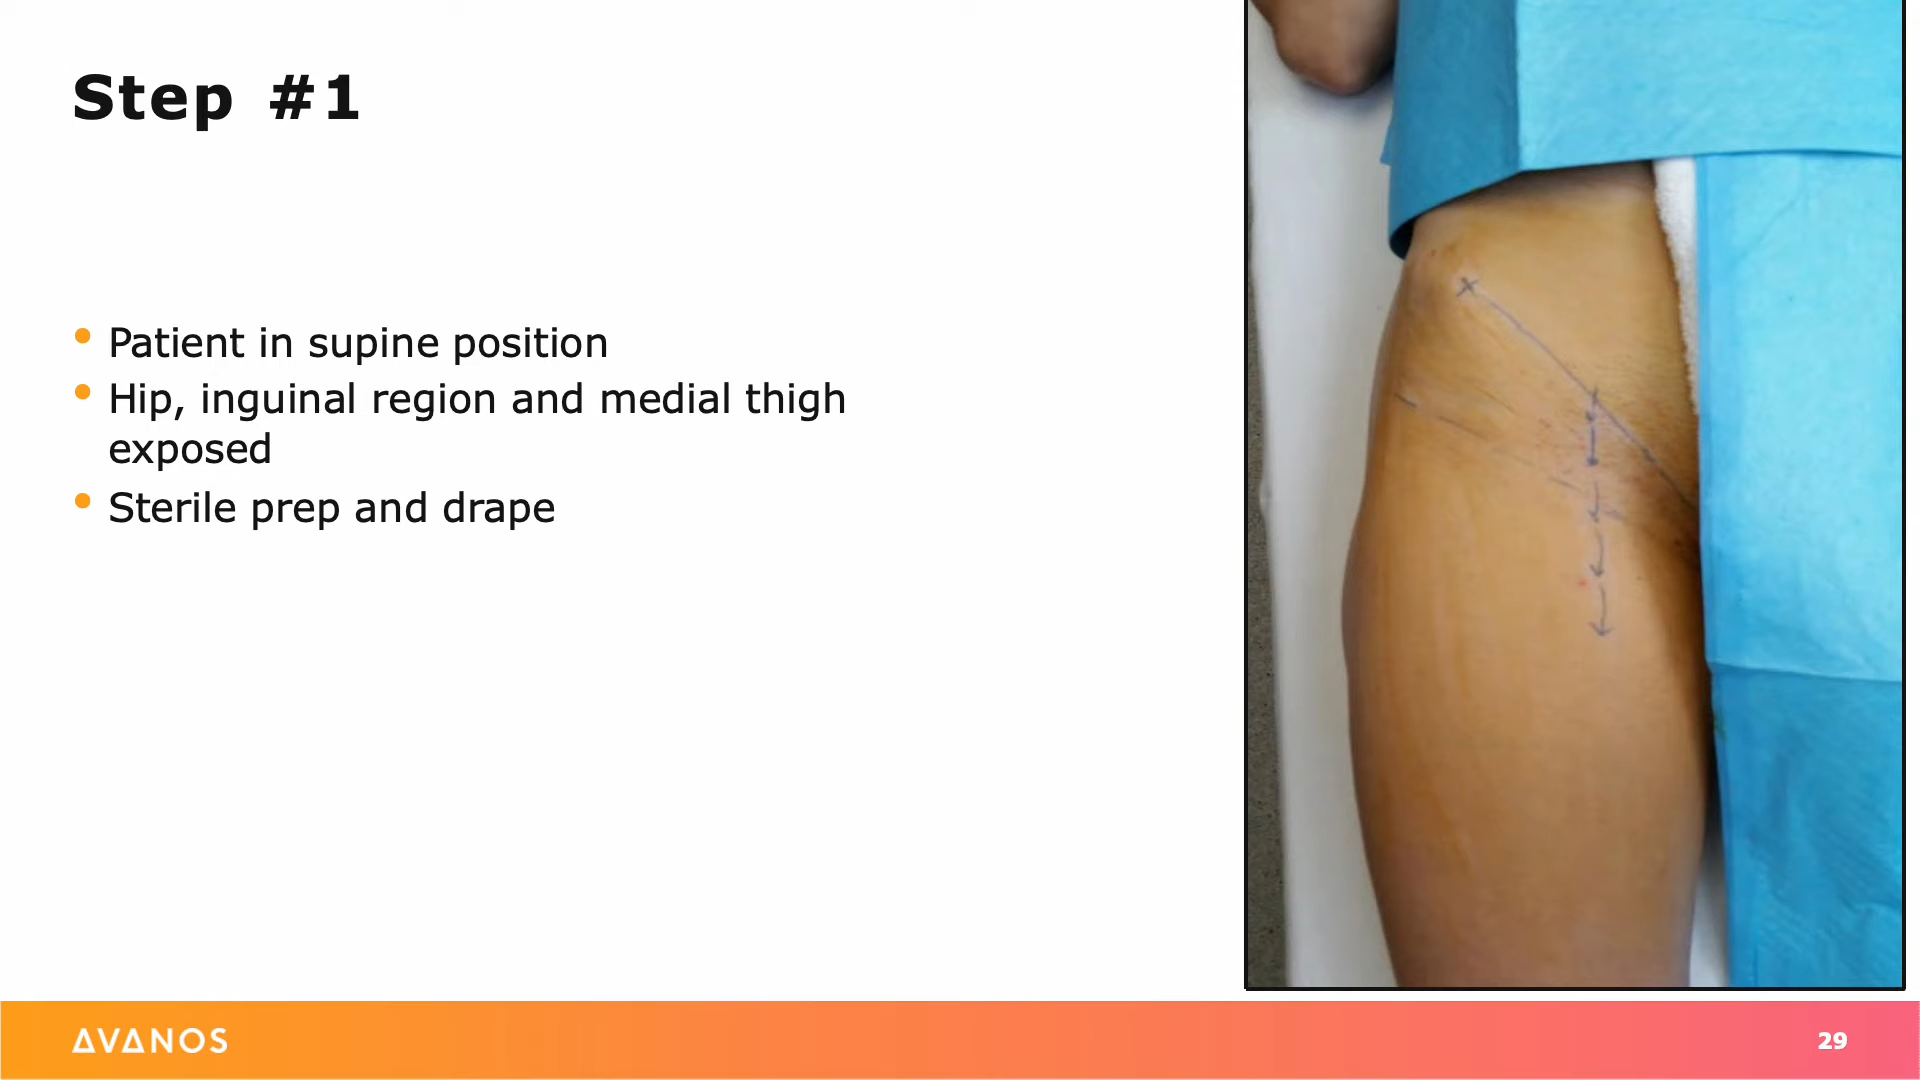 Step #1
• Patient in supine position
• Hip, inguinal region and medial thigh
exposed
• Sterile prep and drape
AVANOS
29